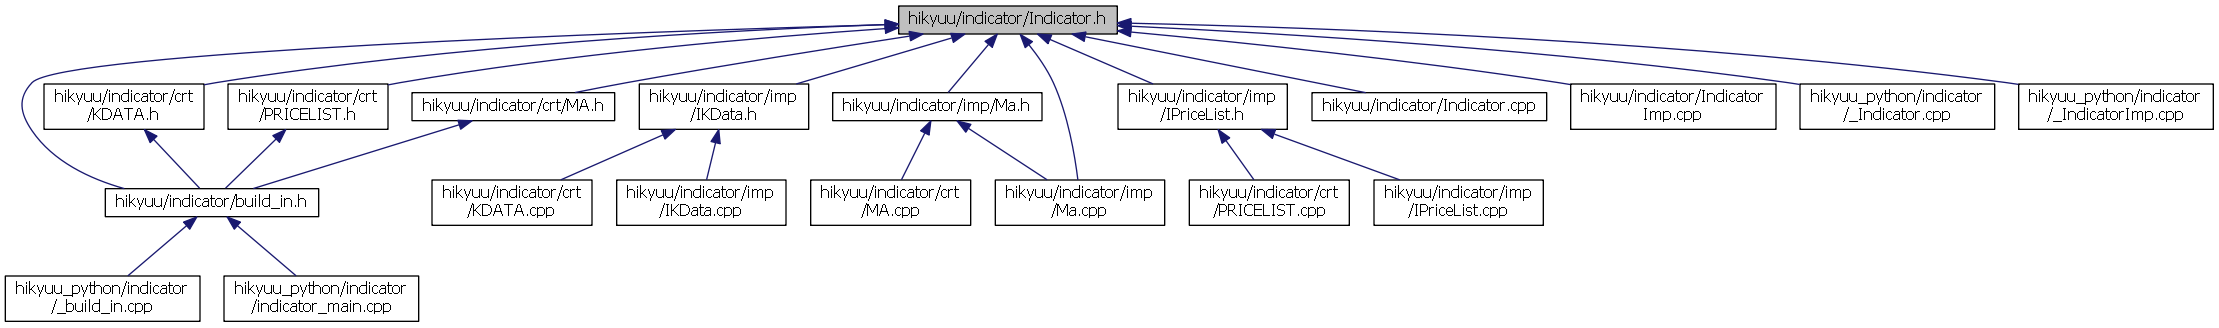 hikyuu/indicator/Indicator.h
hikyuu/indicator/crt
/KDATA.h
hikyuu/indicator/crt
/PRICELIST.h
hikyuu/indicator/crt/MA.h
hikyuu/indicator/imp
/IKData.h
hikyuu/indicator/imp/Ma.h
hikyuu/indicator/imp
/IPriceList.h
hikyuu/indicator/Indicator.cpp
hikyuu/indicator/Indicator
Imp.cpp
hikyuu_python/indicator
/_Indicator.cpp
hikyuu_python/indicator
/_IndicatorImp.cpp
hikyuu/indicator/build_in.h
hikyuu/indicator/crt
/KDATA.cpp
hikyuu/indicator/imp
/IKData.cpp
hikyuu/indicator/crt
/MA.cpp
hikyuu/indicator/imp
/Ma.cpp
hikyuu/indicator/crt
/PRICELIST.cpp
hikyuu/indicator/imp
/IPriceList.cpp
hikyuu_python/indicator
/_build_in.cpp
hikyuu_python/indicator
/indicator_main.cpp